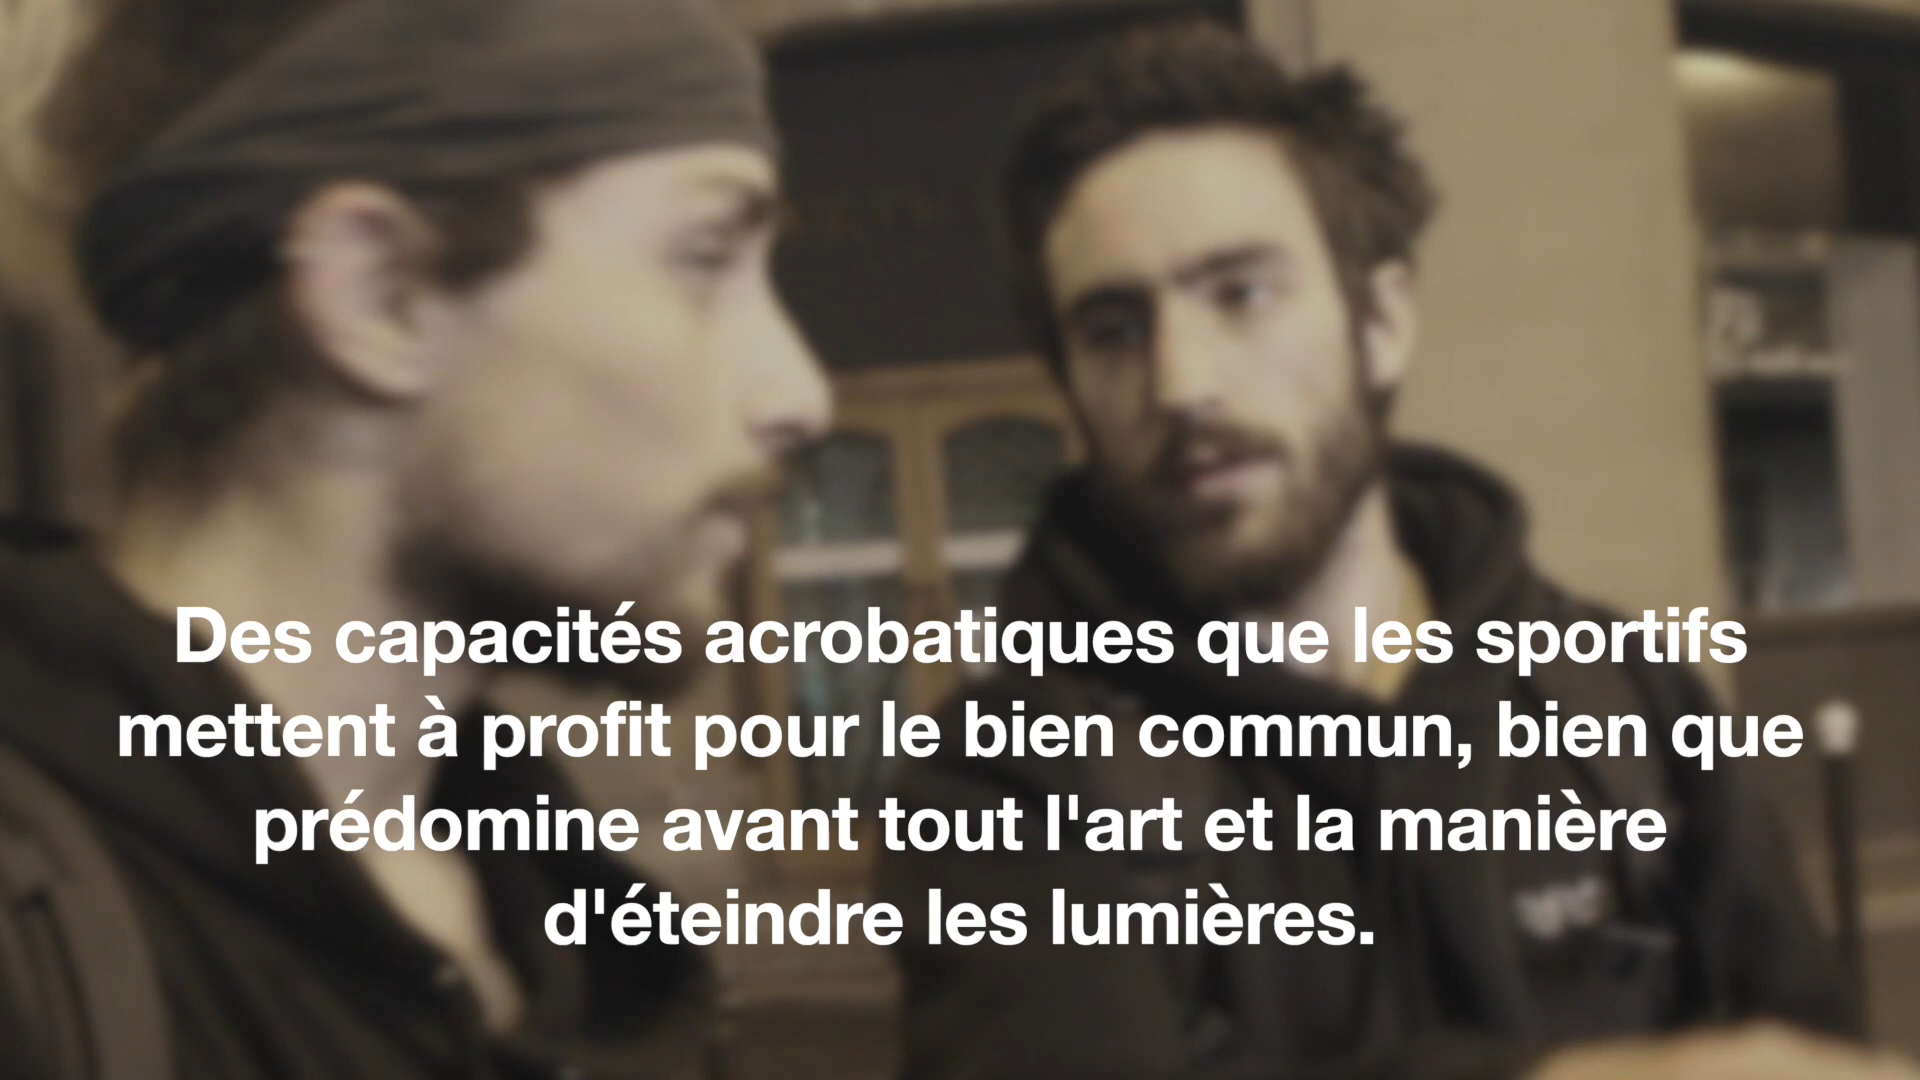 Des capacités acrobatiques que les sportifs
mettent à profit pour le bien commun, bien que
prédomine avant tout l'art et la manière
d'éteindre les lumières.